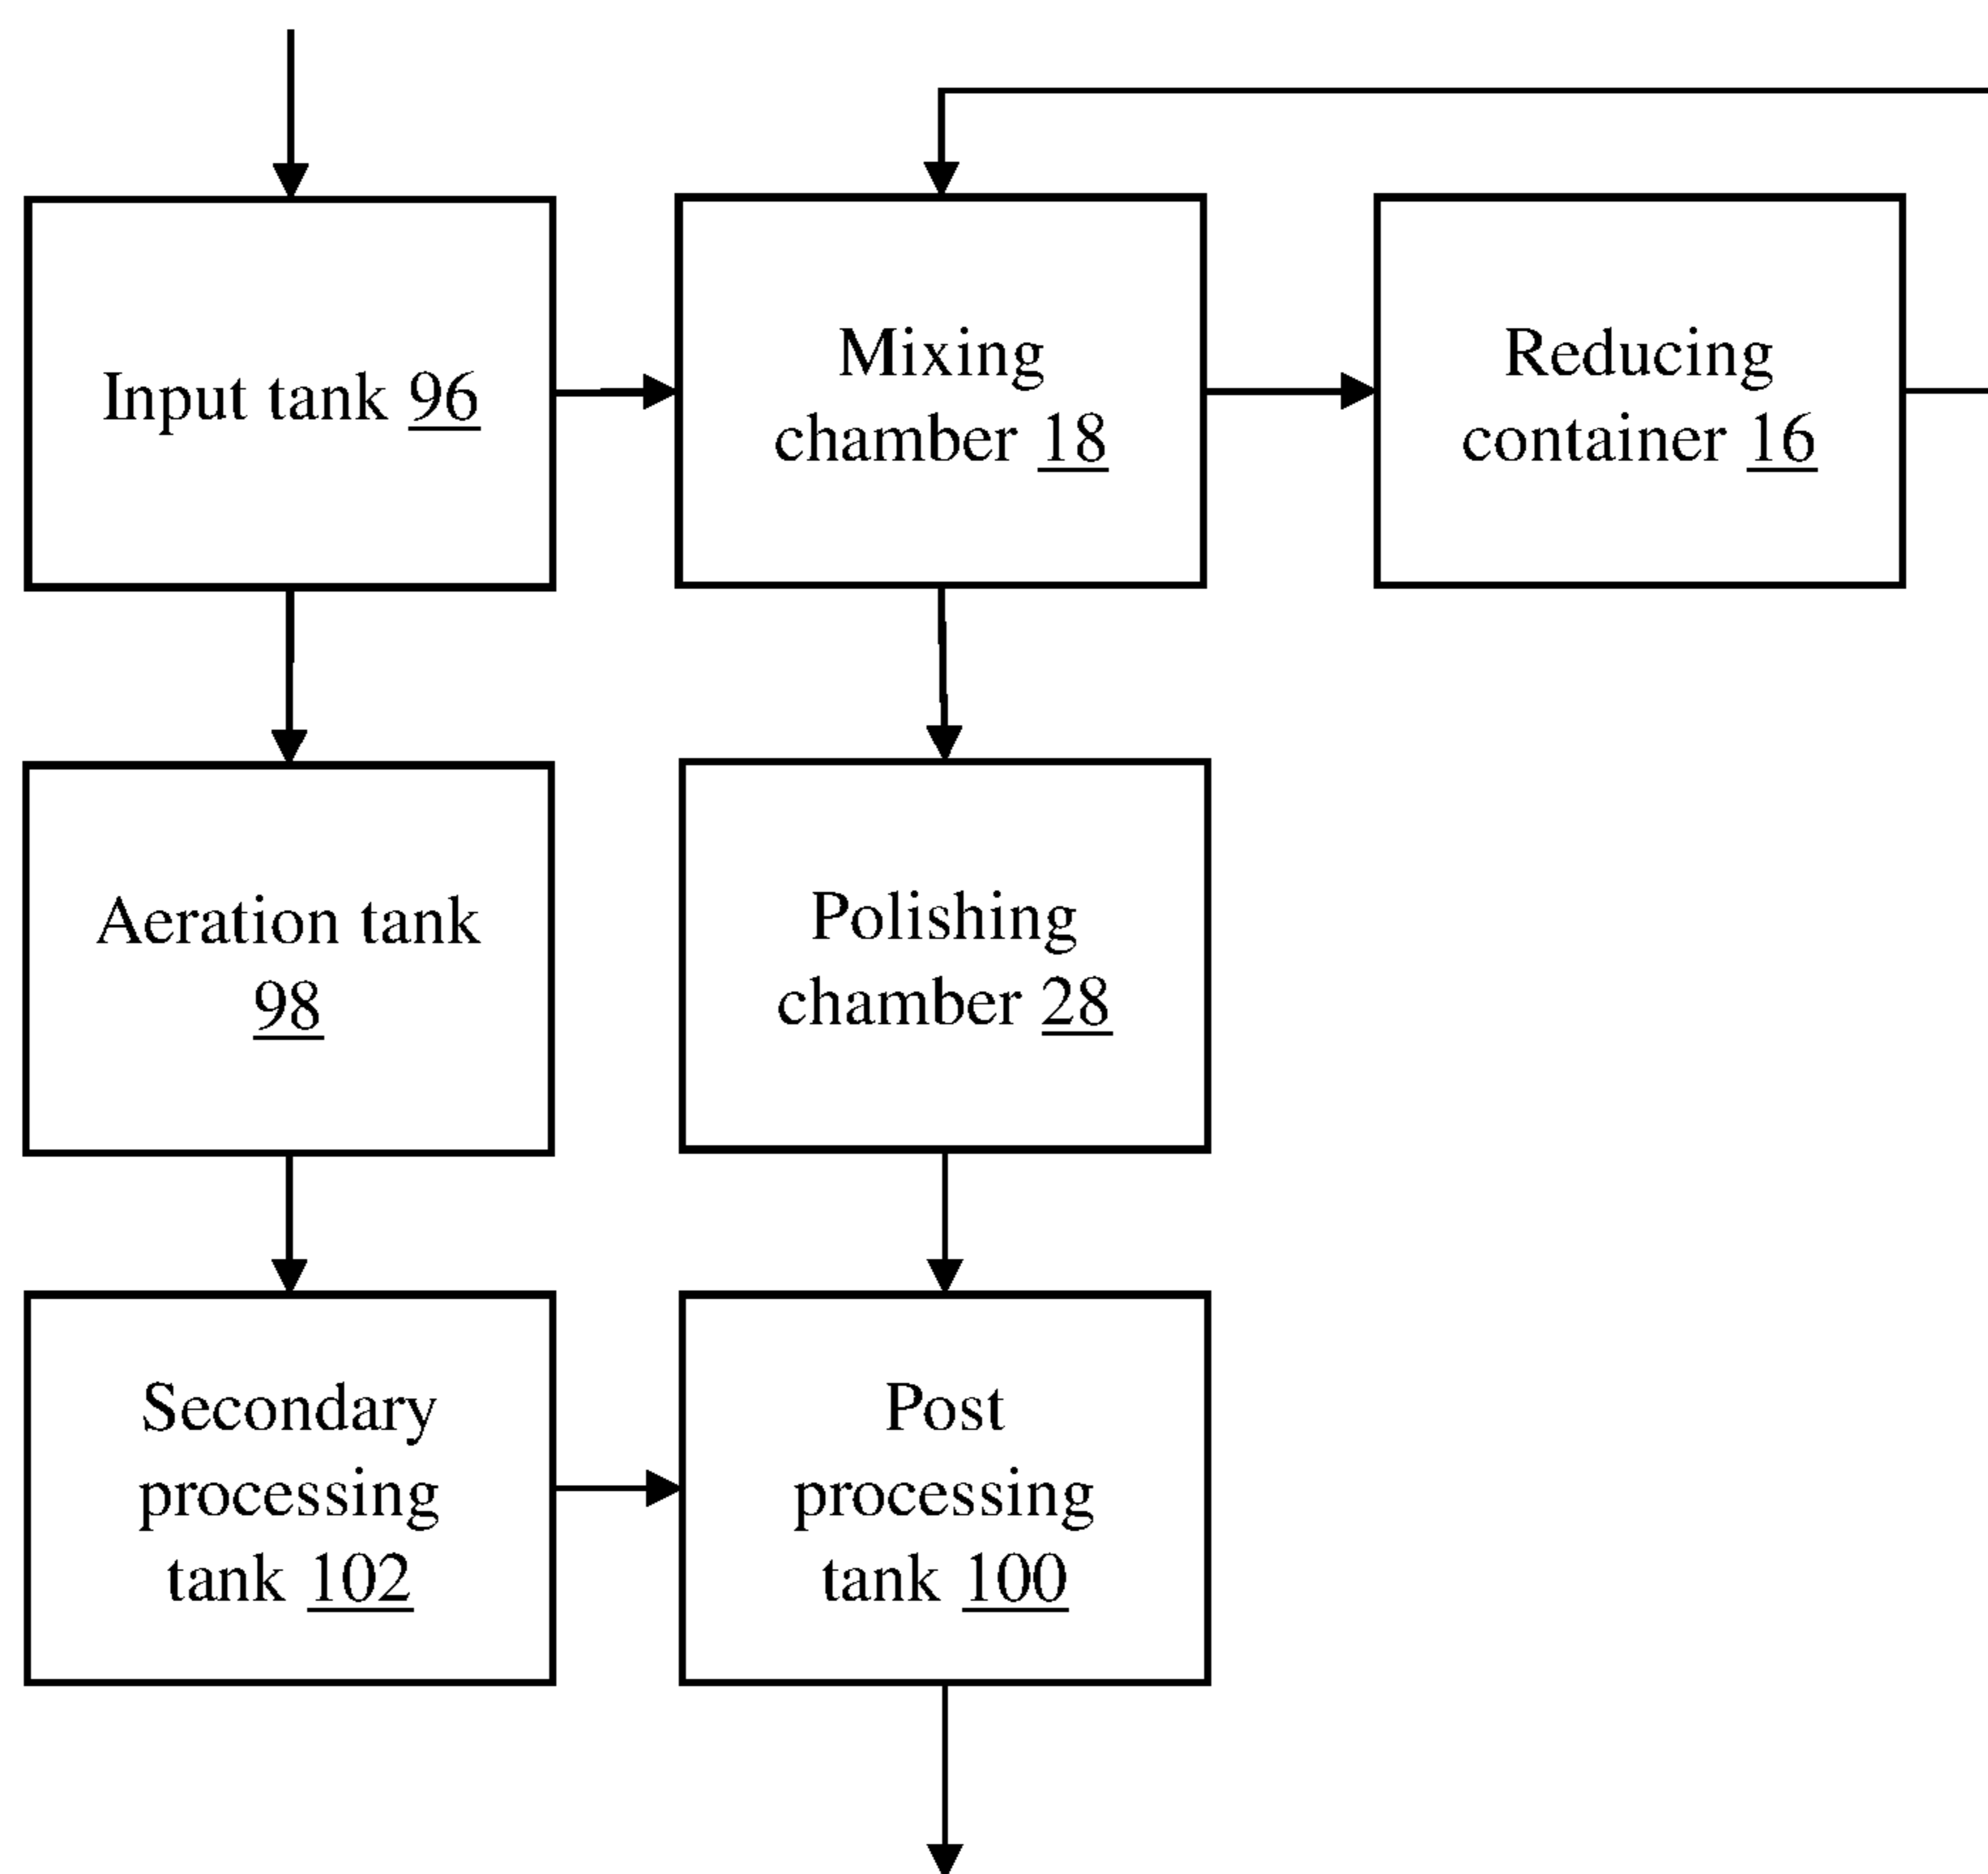 Input tank 96
Mixing
chamber 18
Reducing
container 16
Aeration tank
98
Polishing
chamber 28
Secondary
processing
tank 102
Post
processing
tank 100